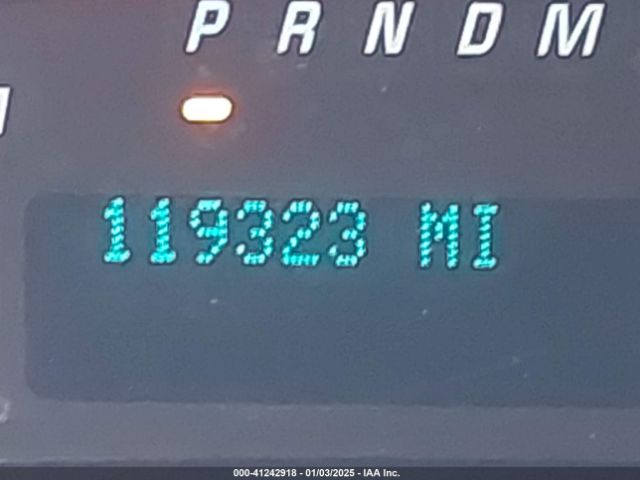 P R N D M
119323 MI
000-41242918 - 01/03/2025 - IAA Inc.